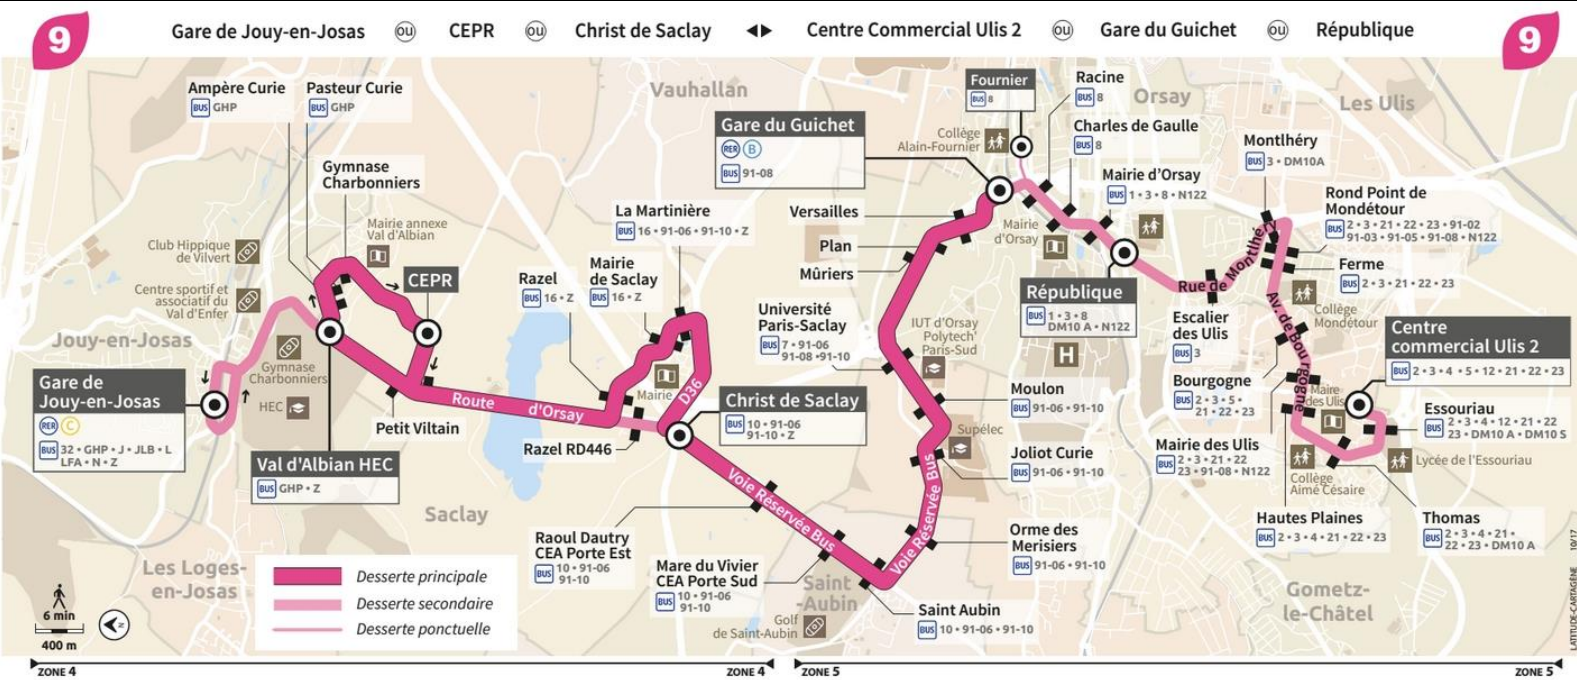 9
Gare de Jouy-en-Josas ou CEPR ou Christ de Saclay ◄► Centre Commercial Ulis 2 ou Gare du Guichet ou République
9
Ampère Curie
BUS GHP
Pasteur Curie
BUS GHP
Gymnase
Charbonniers
Mairie annexe
Val d'Albian
Club Hippique
de Vilvert
Centre sportif et
associatif du
Val d'Enfer
CEPR
Jouy-en-Josas
Gymnase
Charbonniers
HEC
Gare de
Jouy-en-Josas
RER C
BUS 32 • GHP • J • JLB • L
LFA • N • Z
Val d'Albian HEC
BUS GHP • Z
Petit Viltain
Route d'Orsay
Razel
BUS 16 • Z
Mairie
de Saclay
BUS 16 • Z
La Martinière
BUS 16 • 91-06 • 91-10 • Z
Vauhallan
Mairie
D36
Razel RD446
Christ de Saclay
BUS 10 • 91-06
91-10 • Z
Saclay
Les Loges-
en-Josas
Voie Réservée Bus
Raoul Dautry
CEA Porte Est
BUS 10 • 91-06
91-10
Mare du Vivier
CEA Porte Sud
BUS 10 • 91-06
91-10
Saint
-Aubin
Golf
de Saint-Aubin
Saint Aubin
BUS 10 • 91-06 • 91-10
Voie Réservée Bus
Orme des
Merisiers
BUS 91-06 • 91-10
Joliot Curie
BUS 91-06 • 91-10
Supélec
Moulon
BUS 91-06 • 91-10
IUT d'Orsay
Polytech'
Paris-Sud
Université
Paris-Saclay
BUS 7 • 91-06
91-08 • 91-10
Mûriers
Plan
Versailles
Gare du Guichet
RER B
BUS 91-08
Collège
Alain-Fournier
Fournier
BUS 8
Racine
BUS 8
Orsay
Charles de Gaulle
BUS 8
Mairie d'Orsay
BUS 1 • 3 • 8 • N122
Mairie
d'Orsay
République
BUS 1 • 3 • 8
DM10 A • N122
H
Les Ulis
Montlhéry
BUS 3 • DM10A
Rue de Montlhéry
Escalier
des Ulis
BUS 3
Rond Point de
Mondétour
BUS 2 • 3 • 21 • 22 • 23 • 91-02
91-03 • 91-05 • 91-08 • N122
Ferme
BUS 2 • 3 • 21 • 22 • 23
Collège
Mondétour
Av. de Bourgogne
Bourgogne
BUS 2 • 3 • 5 •
21 • 22 • 23
Mairie des Ulis
BUS 2 • 3 • 21 • 22
23 • 91-08 • N122
Maire
des Ulis
Centre
commercial Ulis 2
BUS 2 • 3 • 4 • 5 • 12 • 21 • 22 • 23
Essouriau
BUS 2 • 3 • 4 • 12 • 21 • 22
23 • DM10 A • DM10 S
Lycée de l'Essouriau
Collège
Aimé Césaire
Hautes Plaines
BUS 2 • 3 • 4 • 21 • 22 • 23
Thomas
BUS 2 • 3 • 4 • 21 •
22 • 23 • DM10 A
Gometz-
le-Châtel
Desserte principale
Desserte secondaire
Desserte ponctuelle
6 min
400 m
N
LATITUDE-CARTAGÈNE 10/17
ZONE 4
ZONE 4
ZONE 5
ZONE 5